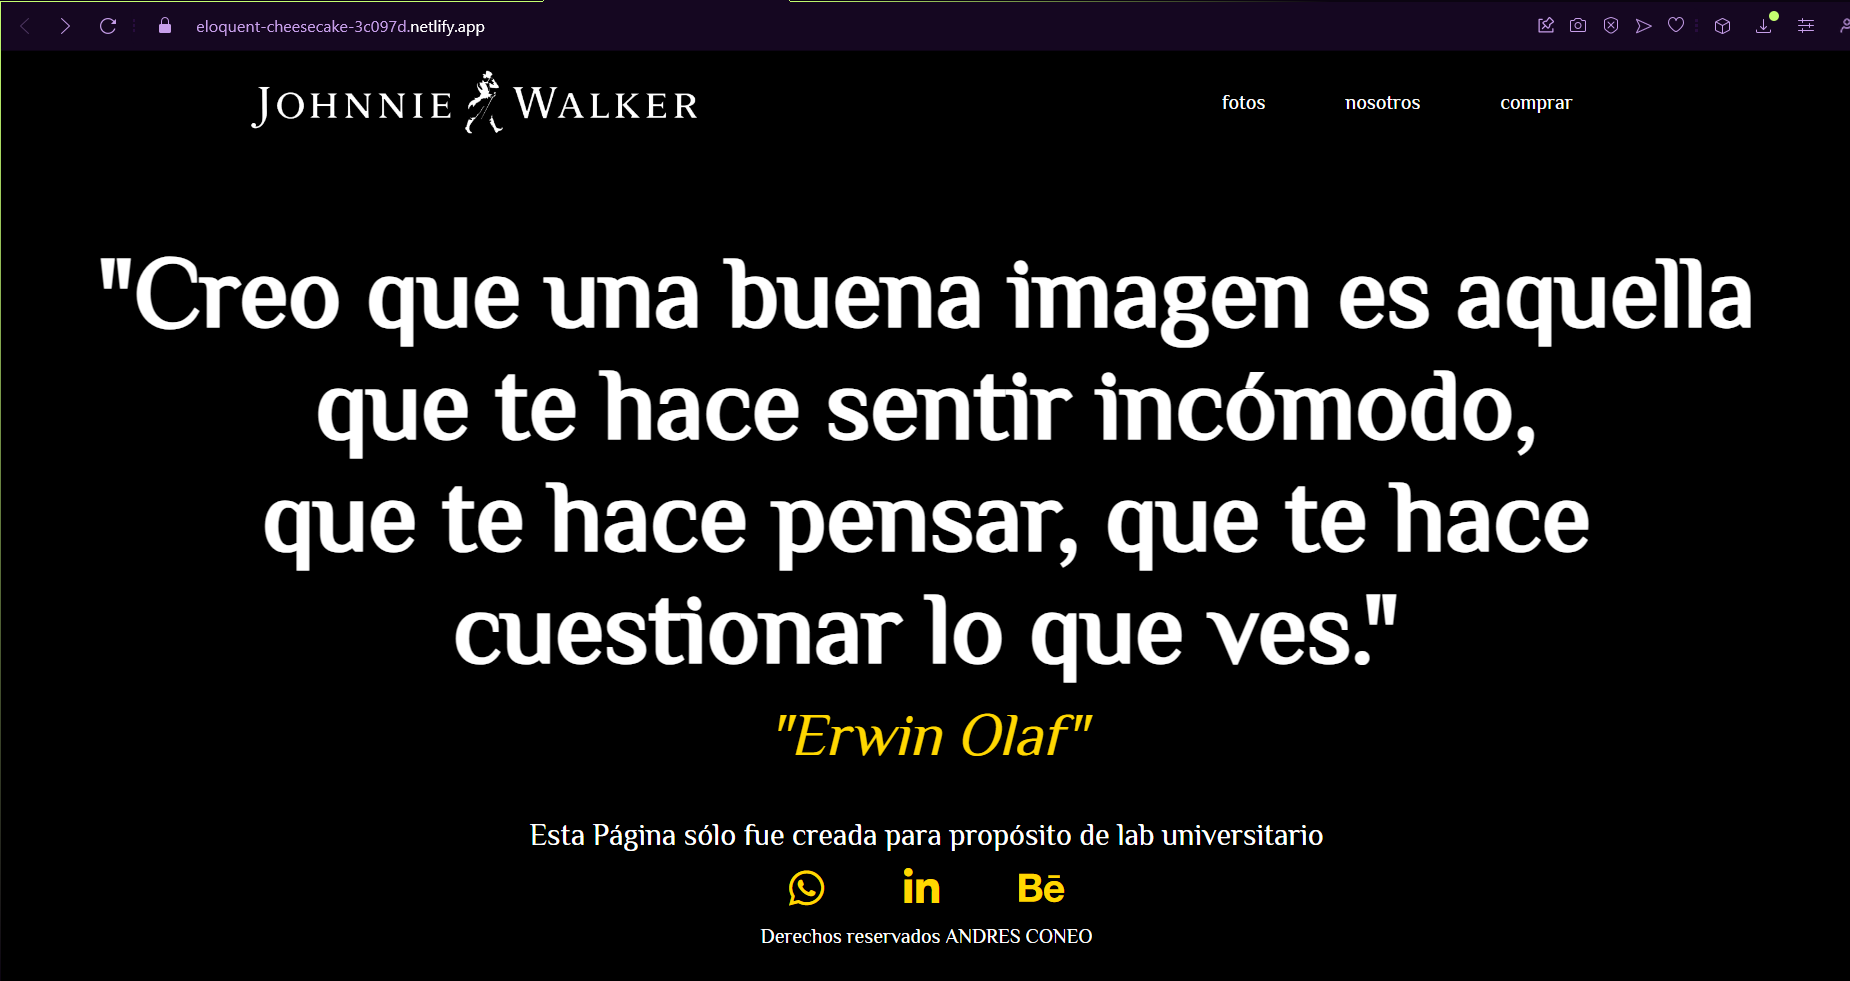 eloquent-cheesecake-3c097d.netlify.app
JOHNNIE WALKER
fotos nosotros comprar
"Creo que una buena imagen es aquella
que te hace sentir incómodo,
que te hace pensar, que te hace
cuestionar lo que ves."
"Erwin Olaf"
Esta Página sólo fue creada para propósito de lab universitario
in Bē
Derechos reservados ANDRES CONEO